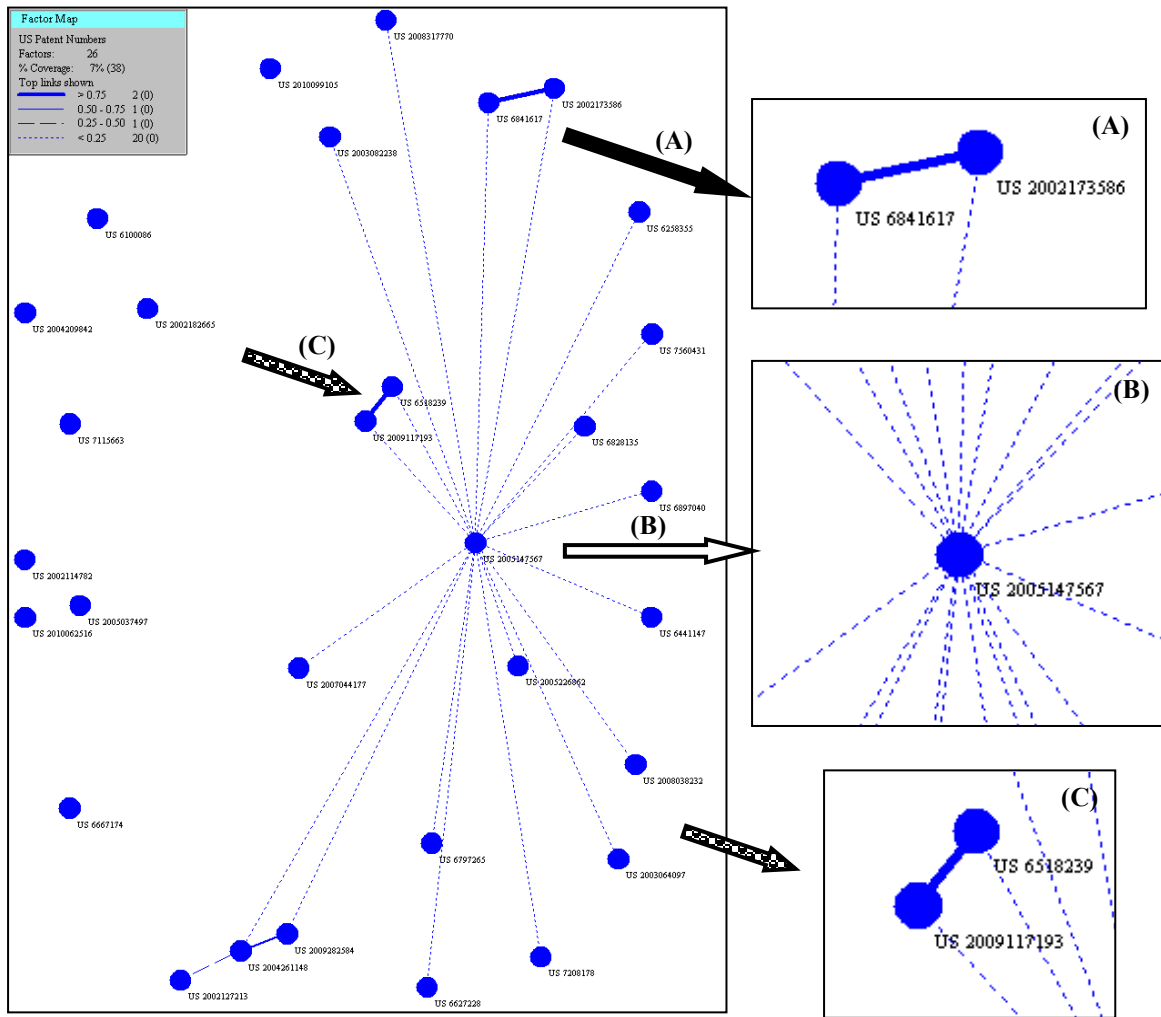 Factor Map
US Patent Numbers
Factors: 26
% Coverage: 7% (38)
Top links shown
> 0.75 2 (0)
0.50 - 0.75 1 (0)
0.25 - 0.50 1 (0)
< 0.25 20 (0)
US 2008317770
US 2010099105
US 2002173586
US 6841617
US 2003082238
(A)
(A)
US 2002173586
US 6841617
US 6258355
US 6100086
US 2004209842
US 2002182665
US 7560431
(C)
US 6518239
US 2009117193
US 7115663
US 6828135
(B)
US 2005147567
US 6897040
(B)
US 2005147567
US 2002114782
US 2005037497
US 2010062516
US 6441147
US 2007044177
US 2005226862
US 2008038232
US 6667174
US 6797265
US 2003064097
(C)
US 6518239
US 2009117193
US 2009282584
US 2004261148
US 7208178
US 2002127213
US 6627228